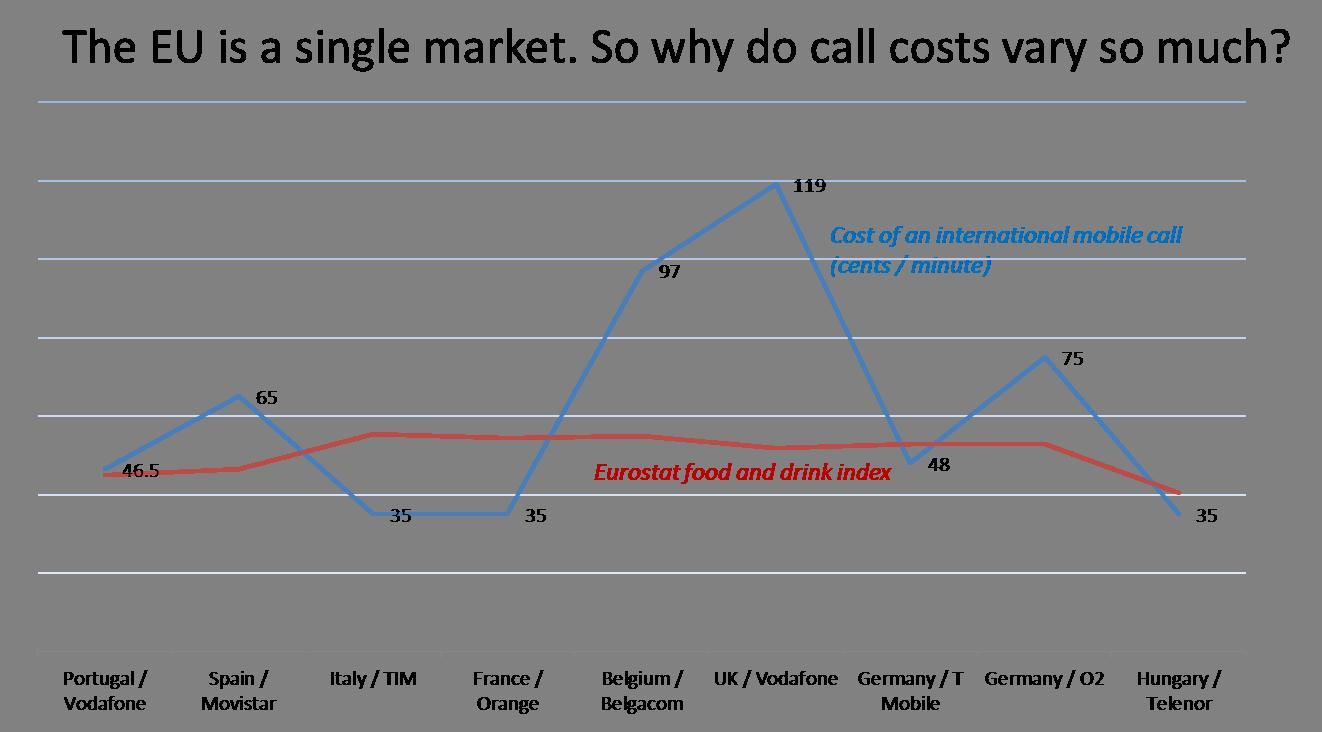 The EU is a single market. So why do call costs vary so much?
119
Cost of an international mobile call
(cents / minute)
97
75
65
46.5
Eurostat food and drink index
48
35
35
35
Portugal /
Vodafone
Spain /
Movistar
Italy / TIM
France /
Orange
Belgium /
Belgacom
UK / Vodafone
Germany / T
Mobile
Germany / O2
Hungary /
Telenor